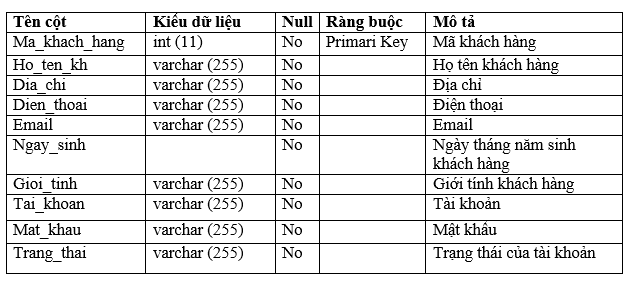 Tên cột Kiểu dữ liệu Null Ràng buộc Mô tả
Ma_khach_hang int (11) No Primari Key Mã khách hàng
Ho_ten_kh varchar (255) No Họ tên khách hàng
Dia_chi varchar (255) No Địa chỉ
Dien_thoai varchar (255) No Điện thoại
Email varchar (255) No Email
Ngay_sinh No Ngày tháng năm sinh
khách hàng
Gioi_tinh varchar (255) No Giới tính khách hàng
Tai_khoan varchar (255) No Tài khoản
Mat_khau varchar (255) No Mật khẩu
Trang_thai varchar (255) No Trạng thái của tài khoản